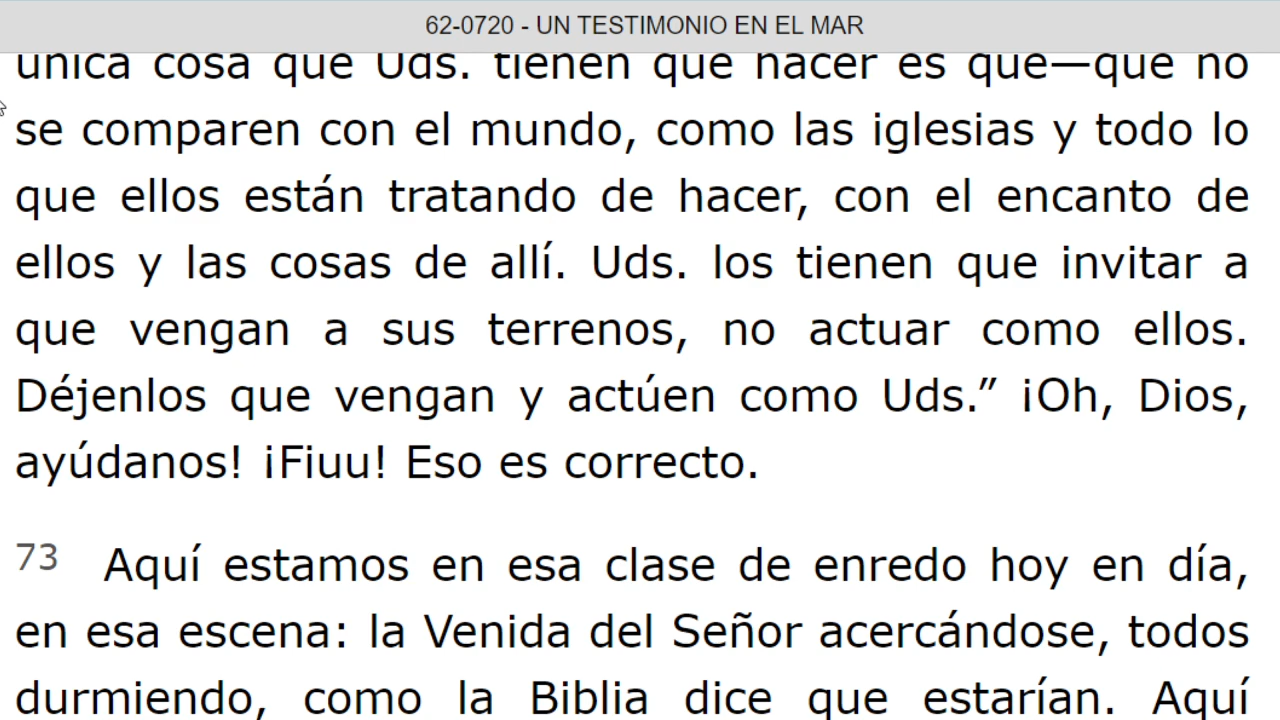 62-0720 - UN TESTIMONIO EN EL MAR
única cosa que Uds. tienen que hacer es que—que no
se comparen con el mundo, como las iglesias y todo lo
que ellos están tratando de hacer, con el encanto de
ellos y las cosas de allí. Uds. los tienen que invitar a
que vengan a sus terrenos, no actuar como ellos.
Déjenlos que vengan y actúen como Uds.” ¡Oh, Dios,
ayúdanos! ¡Fiuu! Eso es correcto.
73 Aquí estamos en esa clase de enredo hoy en día,
en esa escena: la Venida del Señor acercándose, todos
durmiendo, como la Biblia dice que estarían. Aquí